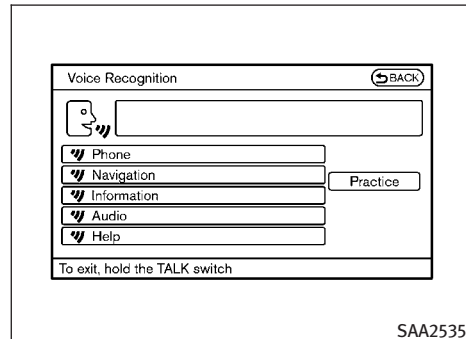 Voice Recognition
BACK
Phone
Navigation
Practice
Information
Audio
Help
To exit, hold the TALK switch
SAA2535